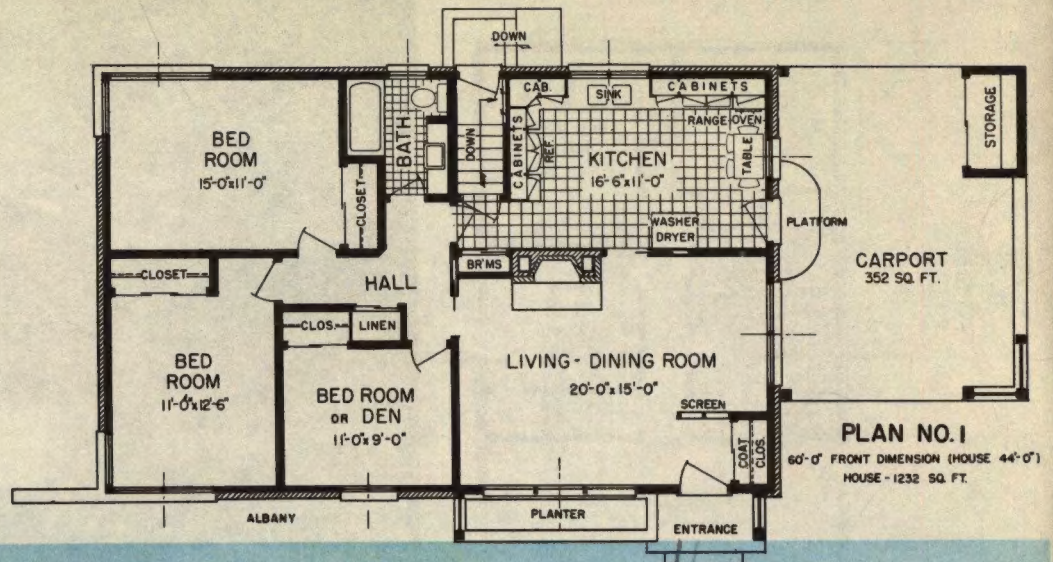 DOWN
BED
ROOM
15'-0"x11'-0"
BATH
DOWN
CAB.
SINK
CABINETS
RANGE-OVEN
CABINETS
REF.
KITCHEN
16'-6"x11'-0"
TABLE
STORAGE
CLOSET
WASHER
DRYER
PLATFORM
CARPORT
352 SQ. FT.
CLOSET
HALL
BR'MS
CLOS.
LINEN
BED
ROOM
11'-0"x12'-6"
BED ROOM
OR DEN
11'-0"x9'-0"
LIVING-DINING ROOM
20'-0"x15'-0"
SCREEN
COAT
CLOS.
PLAN NO.1
60'-0" FRONT DIMENSION (HOUSE 44'-0")
HOUSE-1232 SQ. FT.
ALBANY
PLANTER
ENTRANCE